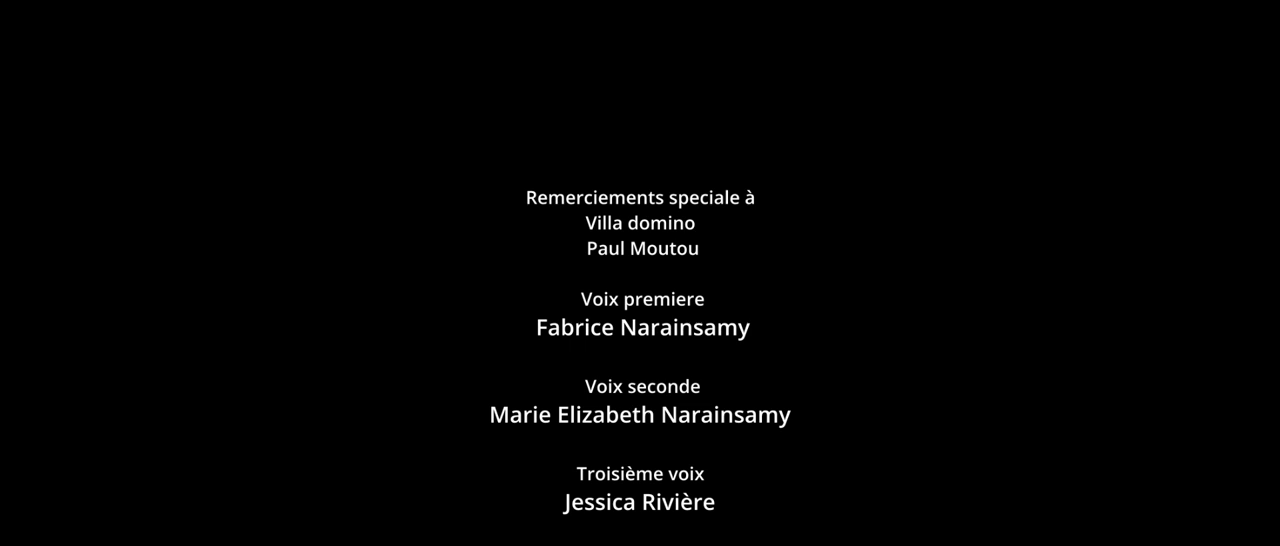 Remerciements speciale à
Villa domino
Paul Moutou
Voix premiere
Fabrice Narainsamy
Voix seconde
Marie Elizabeth Narainsamy
Troisième voix
Jessica Rivière